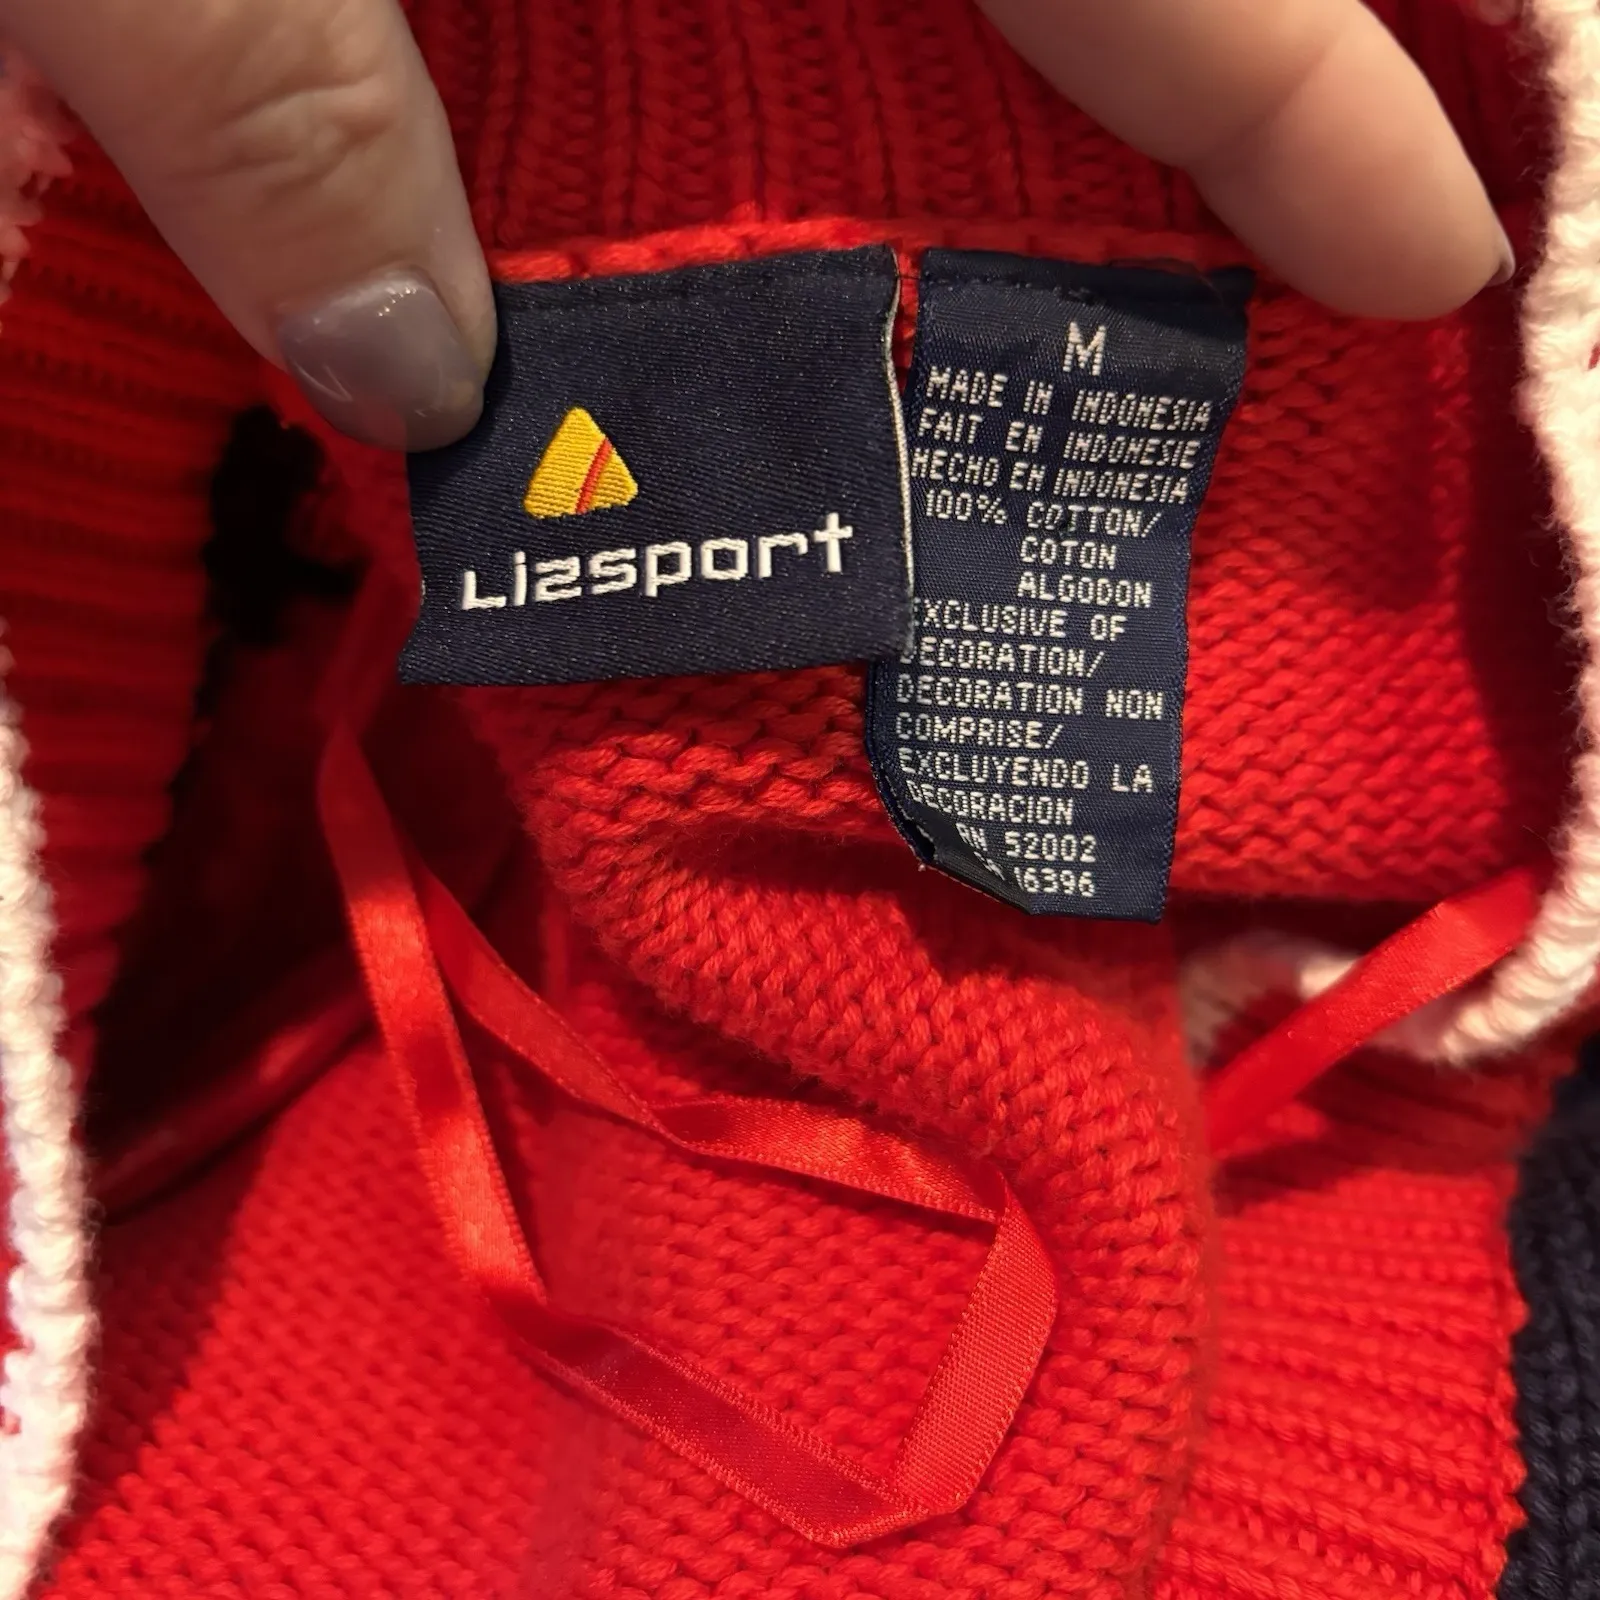 Lizsport
M
MADE IN INDONESIA
FAIT EN INDONESIE
HECHO EN INDONESIA
100% COTTON/
COTON
ALGODON
EXCLUSIVE OF
DECORATION/
DECORATION NON
COMPRISE/
EXCLUYENDO LA
DECORACION
RN 52002
16396